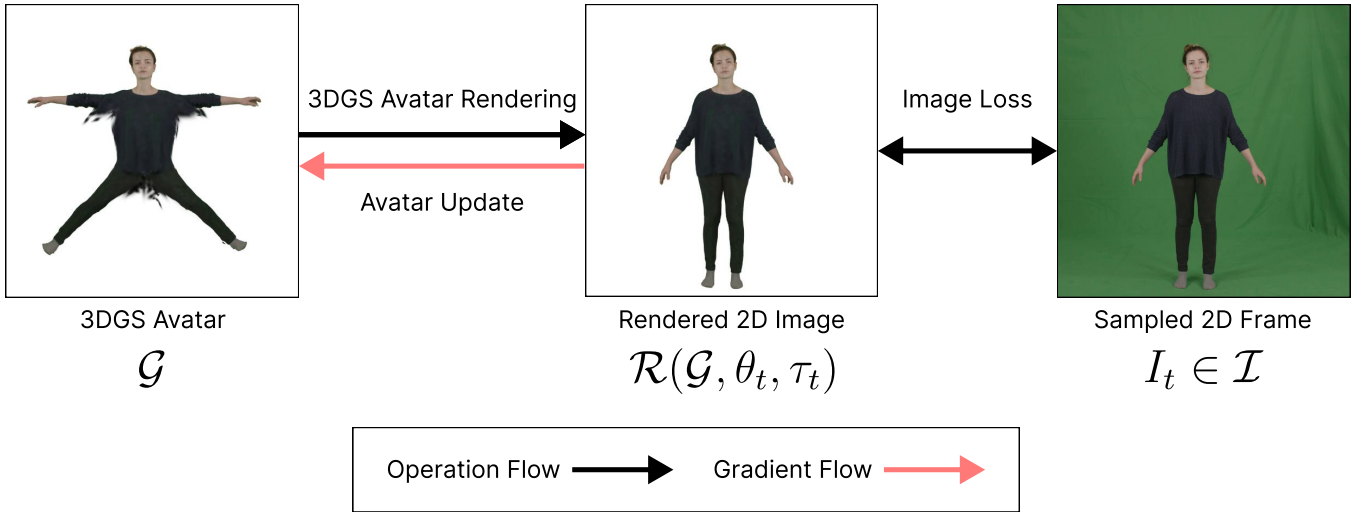 3DGS Avatar Rendering
Avatar Update
Image Loss
3DGS Avatar
Rendered 2D Image
Sampled 2D Frame
𝒢
ℛ(𝒢, θₜ, τₜ)
Iₜ ∈ ℐ
Operation Flow
Gradient Flow